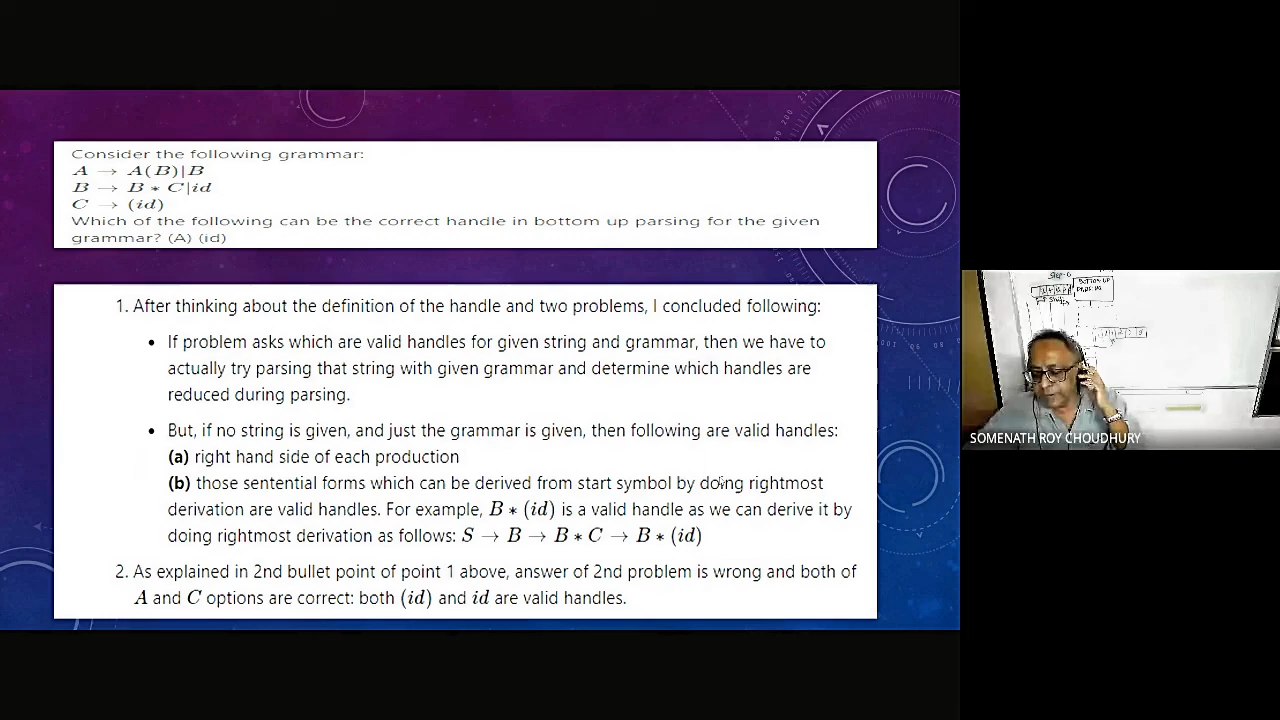 Consider the following grammar:
A → A(B)|B
B → B * C|id
C → (id)
Which of the following can be the correct handle in bottom up parsing for the given
grammar? (A) (id)
1. After thinking about the definition of the handle and two problems, I concluded following:
• If problem asks which are valid handles for given string and grammar, then we have to
actually try parsing that string with given grammar and determine which handles are
reduced during parsing.
• But, if no string is given, and just the grammar is given, then following are valid handles:
(a) right hand side of each production
(b) those sentential forms which can be derived from start symbol by doing rightmost
derivation are valid handles. For example, B * (id) is a valid handle as we can derive it by
doing rightmost derivation as follows: S → B → B * C → B * (id)
2. As explained in 2nd bullet point of point 1 above, answer of 2nd problem is wrong and both of
A and C options are correct: both (id) and id are valid handles.
BOTTOM UP
SOMENATH ROY CHOUDHURY